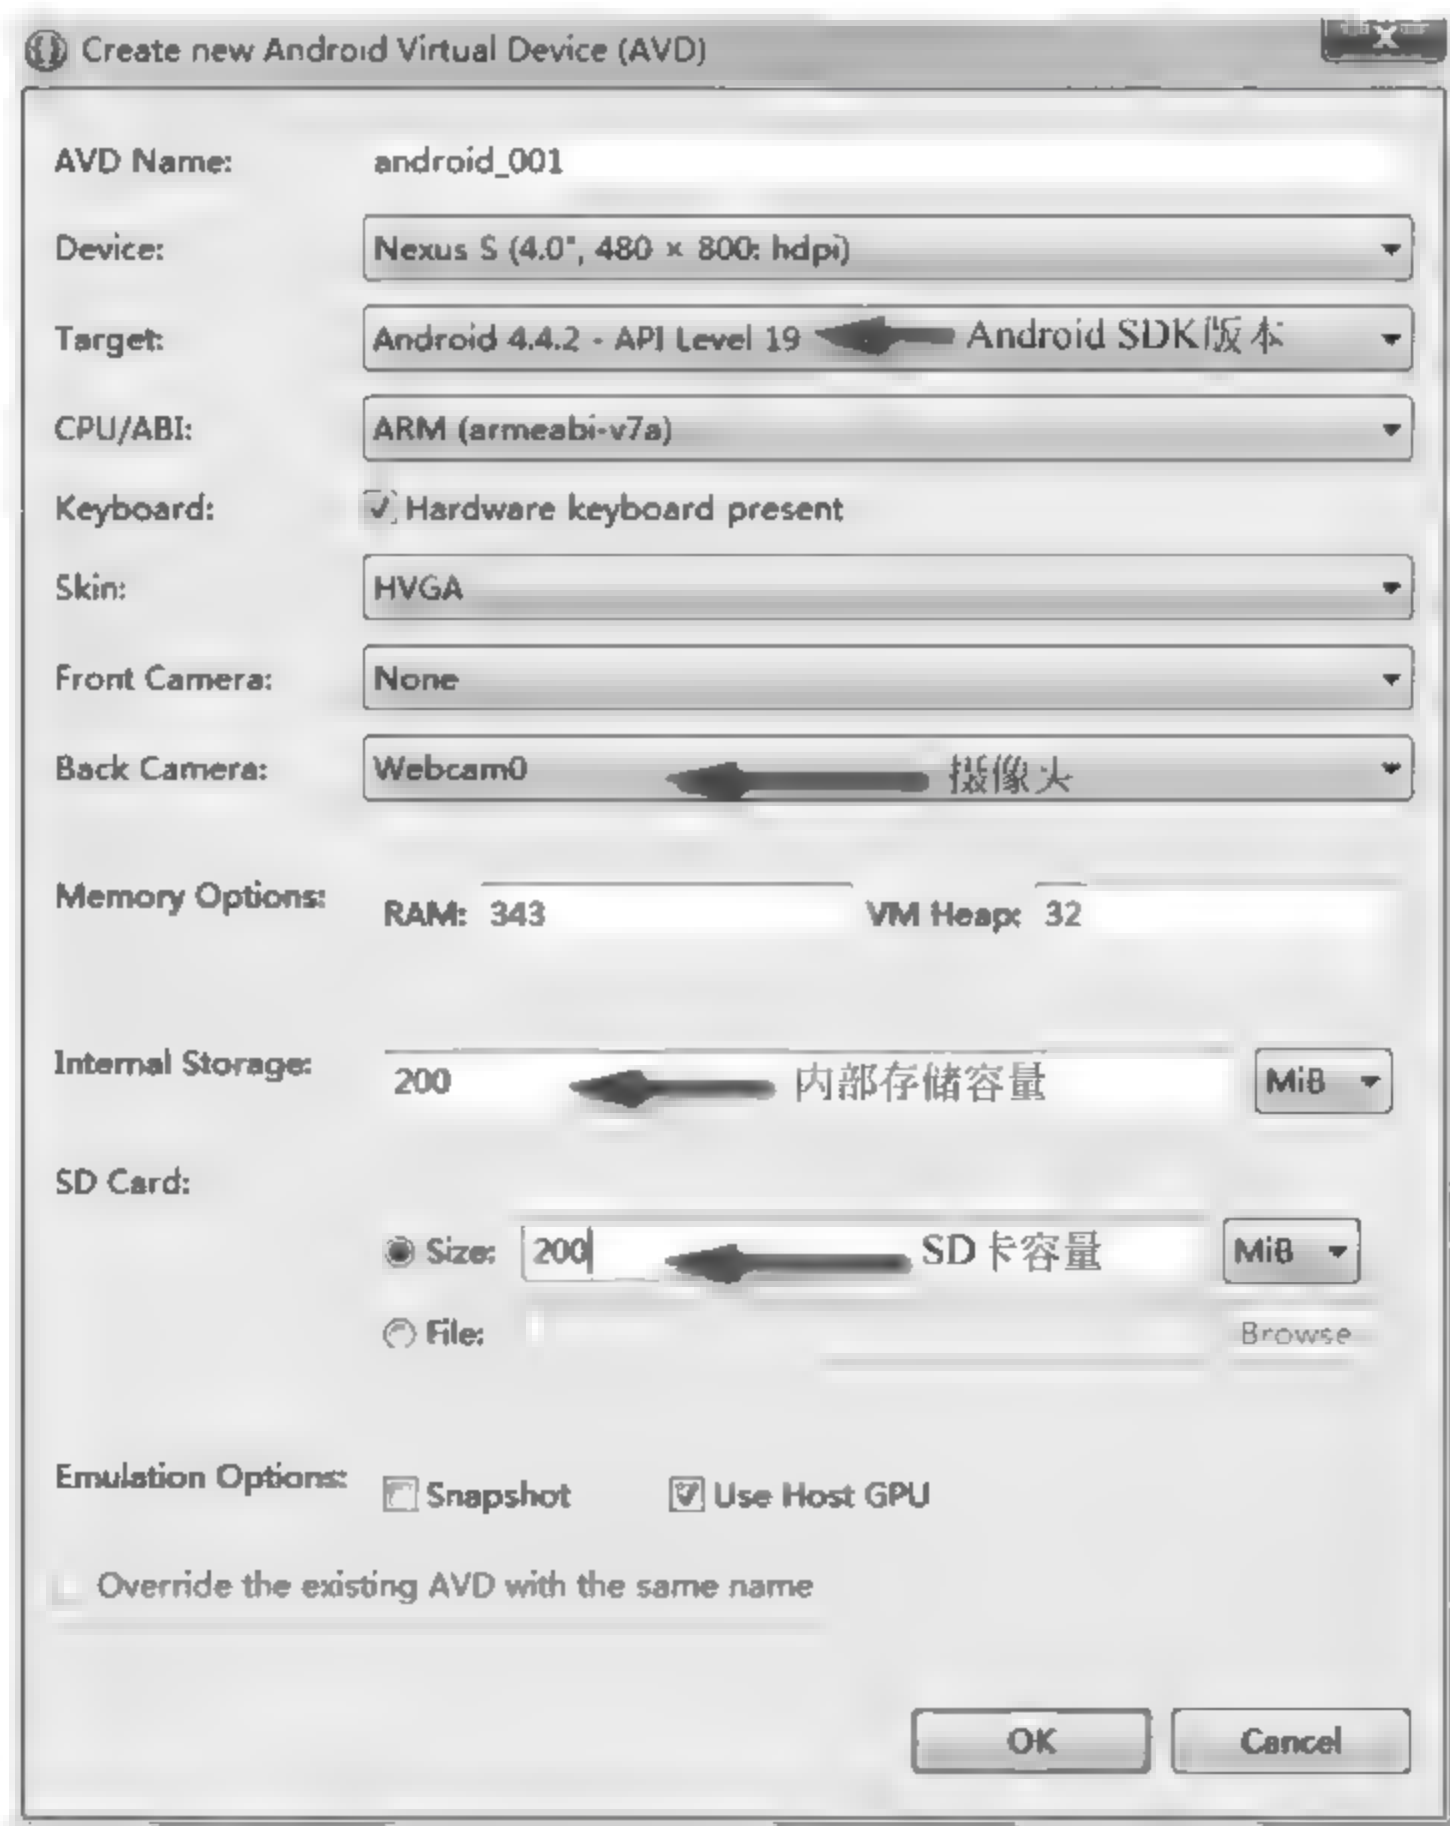 Create new Android Virtual Device (AVD)
AVD Name: android_001
Device: Nexus S (4.0", 480 × 800: hdpi)
Target: Android 4.4.2 - API Level 19 Android SDK版本
CPU/ABI: ARM (armeabi-v7a)
Keyboard: Hardware keyboard present
Skin: HVGA
Front Camera: None
Back Camera: Webcam0 摄像头
Memory Options: RAM: 343 VM Heap: 32
Internal Storage: 200 内部存储容量 MiB
SD Card:
Size: 200 SD卡容量 MiB
File: Browse
Emulation Options: Snapshot Use Host GPU
Override the existing AVD with the same name
OK Cancel